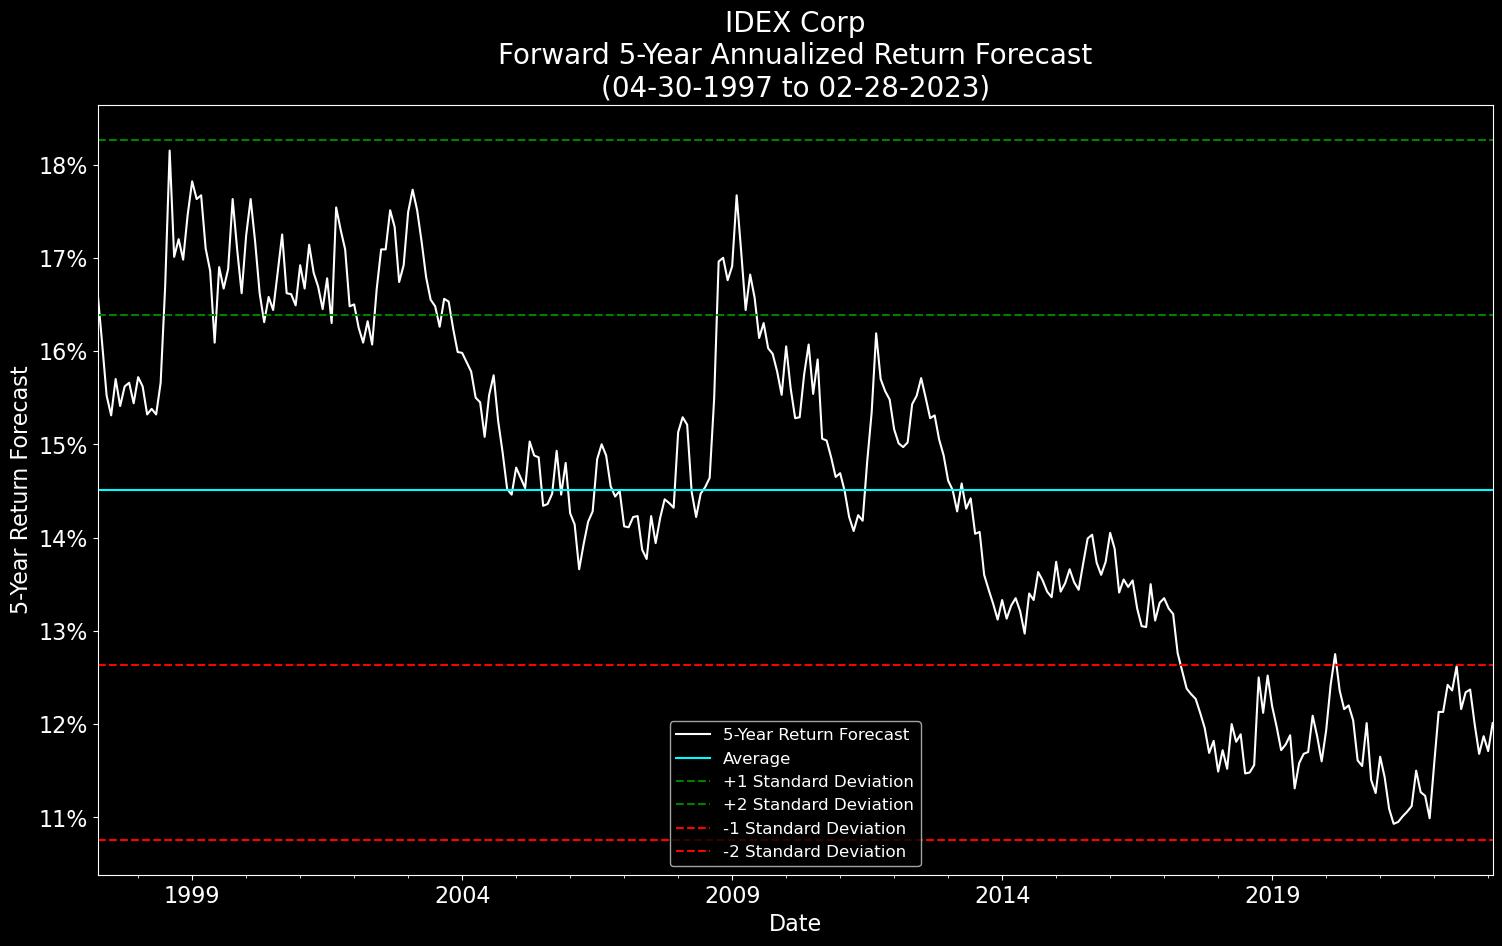 IDEX Corp
Forward 5-Year Annualized Return Forecast
(04-30-1997 to 02-28-2023)
5-Year Return Forecast
18%
17%
16%
15%
14%
13%
12%
11%
5-Year Return Forecast
Average
+1 Standard Deviation
+2 Standard Deviation
-1 Standard Deviation
-2 Standard Deviation
1999 2004 2009 2014 2019
Date